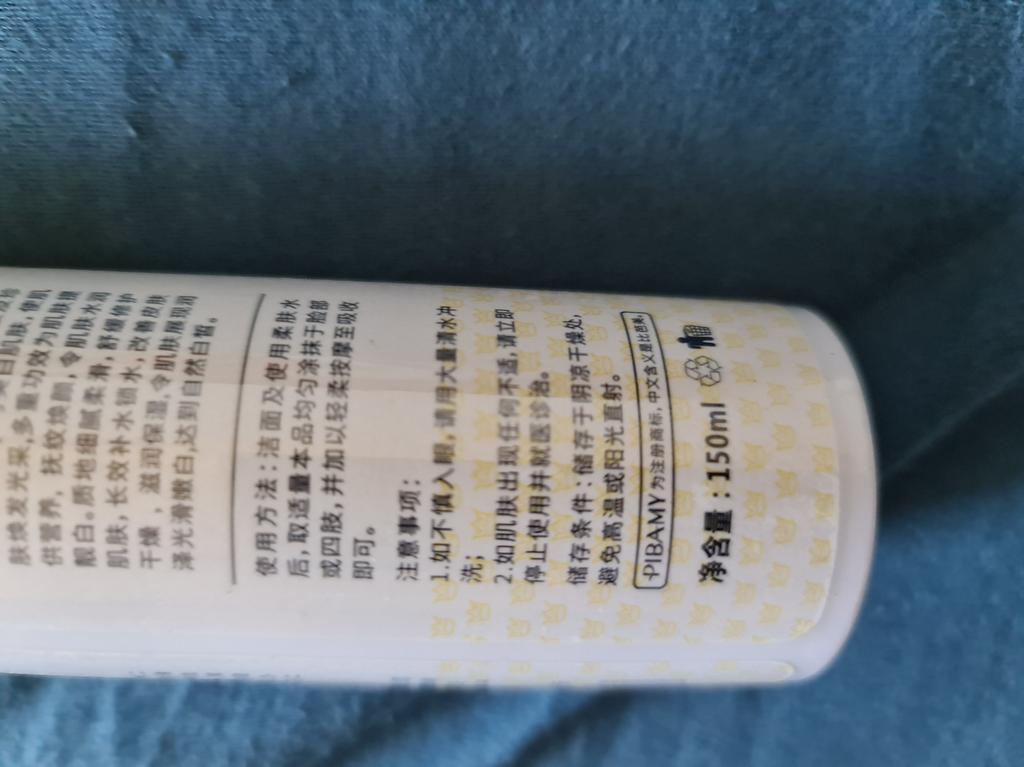 肤焕发光采,多重功效为肌肤提
供营养,抚纹焕颜,令肌肤水润
靓白。质地细腻柔滑,舒缓修护
肌肤,长效补水锁水,改善皮肤
干燥,滋润保湿,令肌肤展现润
泽光滑嫩白,达到自然白皙。
使用方法:洁面及使用柔肤水
后,取适量本品均匀涂抹于脸部
或四肢,并加以轻柔按摩至吸收
即可。
注意事项:
1.如不慎入眼,请用大量清水冲
洗;
2.如肌肤出现任何不适,请立即
停止使用并就医诊治。
储存条件:储存于阴凉干燥处,
避免高温或阳光直射。
PIBAMY为注册商标,中文含义是比芭美。
净含量:150ml